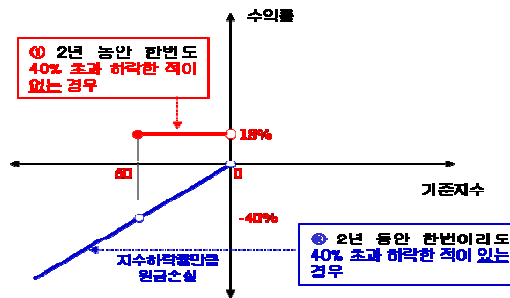 수익률
① 2년 동안 한번도
40% 초과 하락한 적이
없는 경우
18%
60
0
기준지수
-40%
지수하락률만큼
원금손실
② 2년 동안 한번이라도
40% 초과 하락한 적이 있는
경우